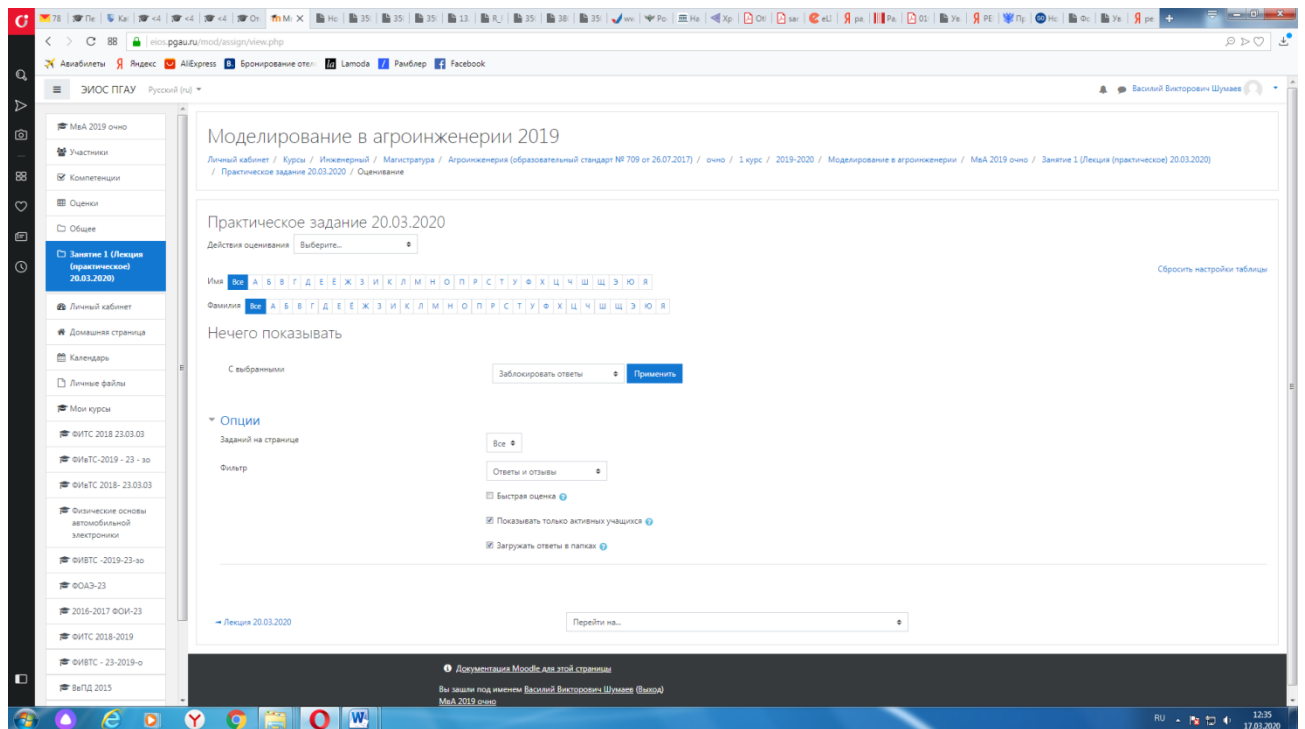 eios.pgau.ru/mod/assign/view.php
Авиабилеты Яндекс AliExpress Бронирование отел Lamoda Рамблер Facebook
ЭИОС ПГАУ Русский (ru)
Василий Викторович Шумаев
МвА 2019 очно
Участники
Компетенции
Оценки
Общее
Занятие 1 (Лекция
(практическое)
20.03.2020)
Личный кабинет
Домашняя страница
Календарь
Личные файлы
Мои курсы
ФИТС 2018 23.03.03
ФИвТС-2019 - 23 - зо
ФИвТС 2018- 23.03.03
Физические основы
автомобильной
электроники
ФИВТС -2019-23-зо
ФОАЭ-23
2016-2017 ФОИ-23
ФИТС 2018-2019
ФИВТС - 23-2019-о
ВеПД 2015
Моделирование в агроинженерии 2019
Личный кабинет / Курсы / Инженерный / Магистратура / Агроинженерия (образовательный стандарт № 709 от 26.07.2017) / очно / 1 курс / 2019-2020 / Моделирование в агроинженерии / МвА 2019 очно / Занятие 1 (Лекция (практическое) 20.03.2020)
/ Практическое задание 20.03.2020 / Оценивание
Практическое задание 20.03.2020
Действия оценивания Выберите...
Сбросить настройки таблицы
Имя Все А Б В Г Д Е Ё Ж З И К Л М Н О П Р С Т У Ф Х Ц Ч Ш Щ Э Ю Я
Фамилия Все А Б В Г Д Е Ё Ж З И К Л М Н О П Р С Т У Ф Х Ц Ч Ш Щ Э Ю Я
Нечего показывать
С выбранными Заблокировать ответы Применить
Опции
Заданий на странице Все
Фильтр Ответы и отзывы
Быстрая оценка
Показывать только активных учащихся
Загружать ответы в папках
Лекция 20.03.2020 Перейти на...
Документация Moodle для этой страницы
Вы зашли под именем Василий Викторович Шумаев (Выход)
МвА 2019 очно
RU 12:35
17.03.2020